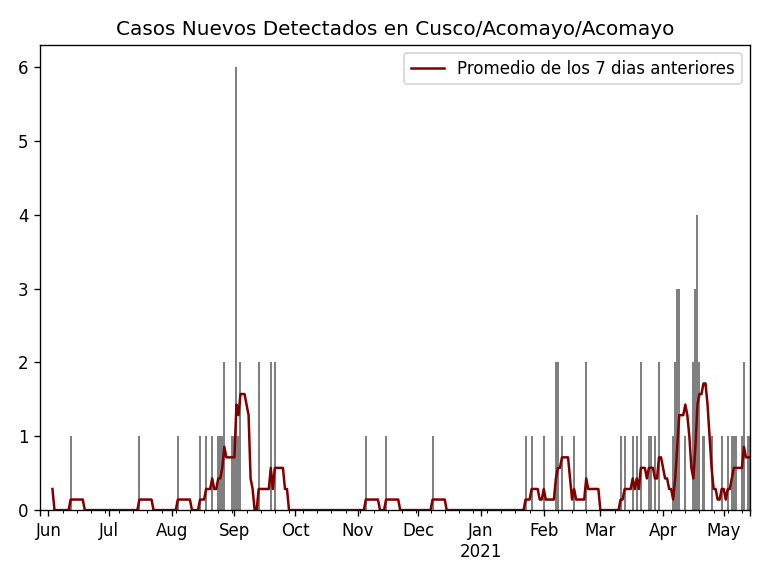 Casos Nuevos Detectados en Cusco/Acomayo/Acomayo
Promedio de los 7 dias anteriores
6
5
4
3
2
1
0
Jun Jul Aug Sep Oct Nov Dec Jan Feb Mar Apr May
2021